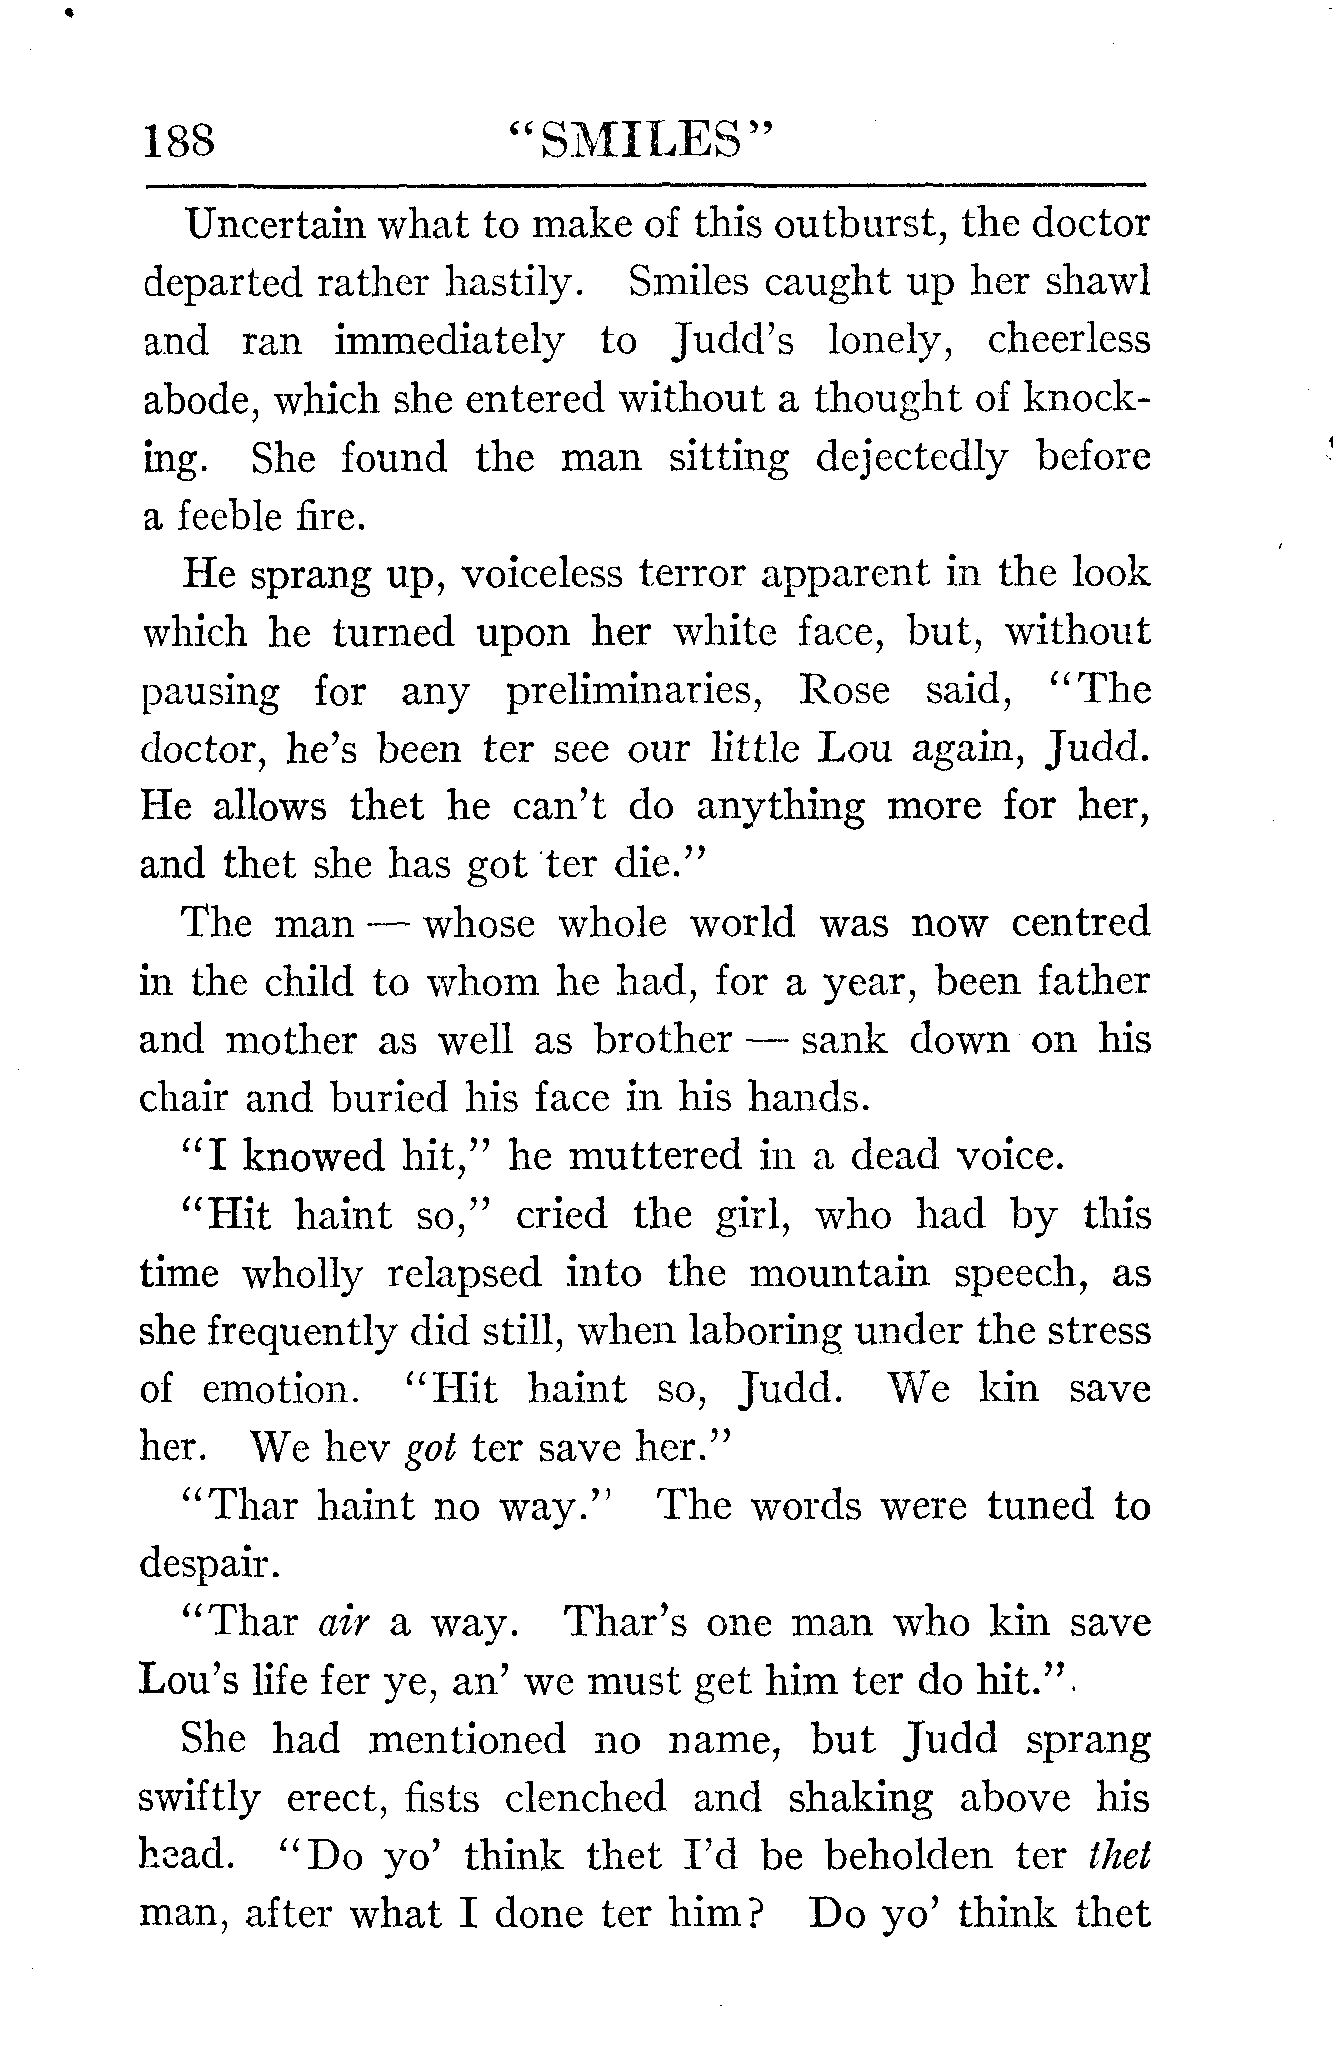 188 "SMILES"
Uncertain what to make of this outburst, the doctor
departed rather hastily. Smiles caught up her shawl
and ran immediately to Judd's lonely, cheerless
abode, which she entered without a thought of knock-
ing. She found the man sitting dejectedly before
a feeble fire.
He sprang up, voiceless terror apparent in the look
which he turned upon her white face, but, without
pausing for any preliminaries, Rose said, "The
doctor, he's been ter see our little Lou again, Judd.
He allows thet he can't do anything more for her,
and thet she has got ter die."
The man — whose whole world was now centred
in the child to whom he had, for a year, been father
and mother as well as brother — sank down on his
chair and buried his face in his hands.
"I knowed hit," he muttered in a dead voice.
"Hit haint so," cried the girl, who had by this
time wholly relapsed into the mountain speech, as
she frequently did still, when laboring under the stress
of emotion. "Hit haint so, Judd. We kin save
her. We hev got ter save her."
"Thar haint no way." The words were tuned to
despair.
"Thar air a way. Thar's one man who kin save
Lou's life fer ye, an' we must get him ter do hit."
She had mentioned no name, but Judd sprang
swiftly erect, fists clenched and shaking above his
head. "Do yo' think thet I'd be beholden ter thet
man, after what I done ter him? Do yo' think thet